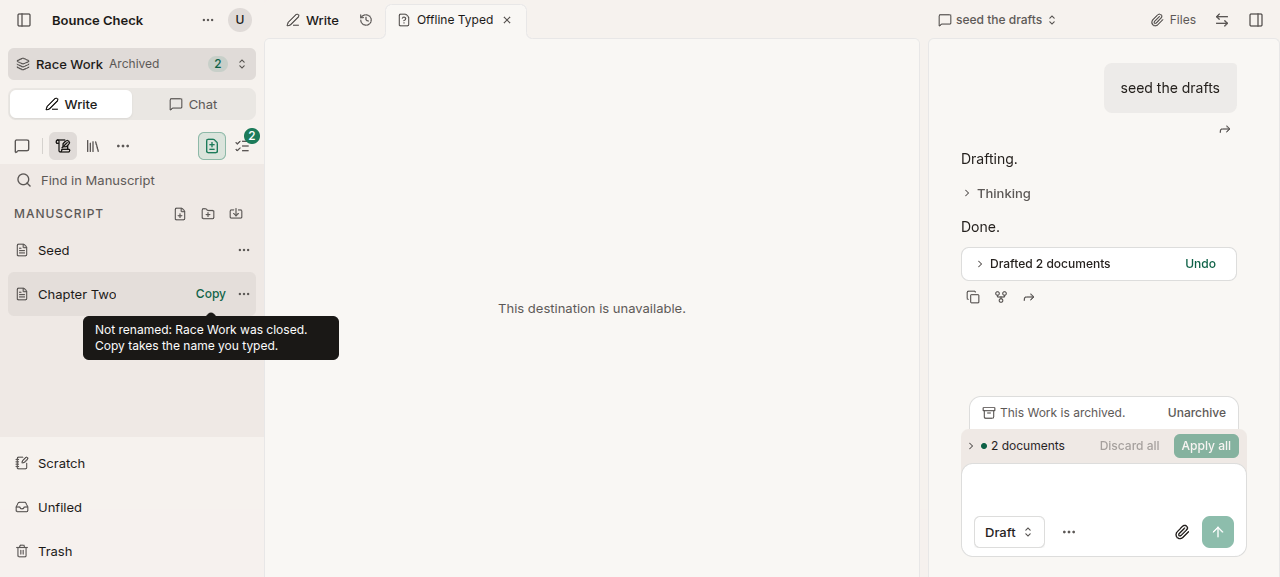 Bounce Check
U
Write
Offline Typed
seed the drafts
Files
Race Work Archived 2
Write
Chat
2
Find in Manuscript
MANUSCRIPT
Seed
Chapter Two
Copy
Not renamed: Race Work was closed.
Copy takes the name you typed.
Scratch
Unfiled
Trash
This destination is unavailable.
seed the drafts
Drafting.
Thinking
Done.
Drafted 2 documents
Undo
This Work is archived.
Unarchive
2 documents
Discard all
Apply all
Draft